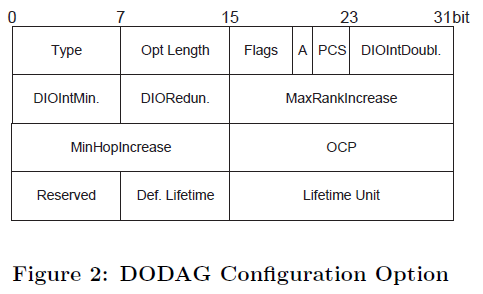 0 7 15 23 31bit
Type Opt Length Flags A PCS DIOIntDoubl.
DIOIntMin. DIORedun. MaxRankIncrease
MinHopIncrease OCP
Reserved Def. Lifetime Lifetime Unit
Figure 2: DODAG Configuration Option